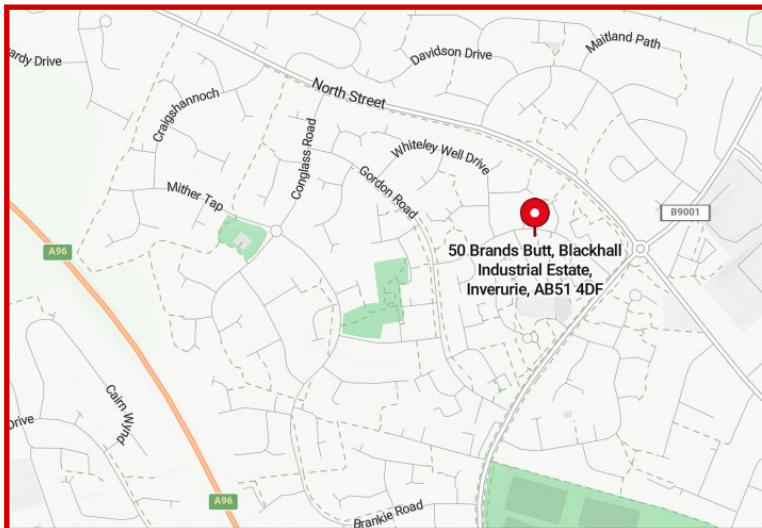 Maitland Path
Davidson Drive
ardy Drive
North Street
Craigshannoch
Conglass Road
Whiteley Well Drive
Gordon Road
Mither Tap
B9001
A96
50 Brands Butt, Blackhall
Industrial Estate,
Inverurie, AB51 4DF
Cairn Wynd
Drive
A96
Brankie Road